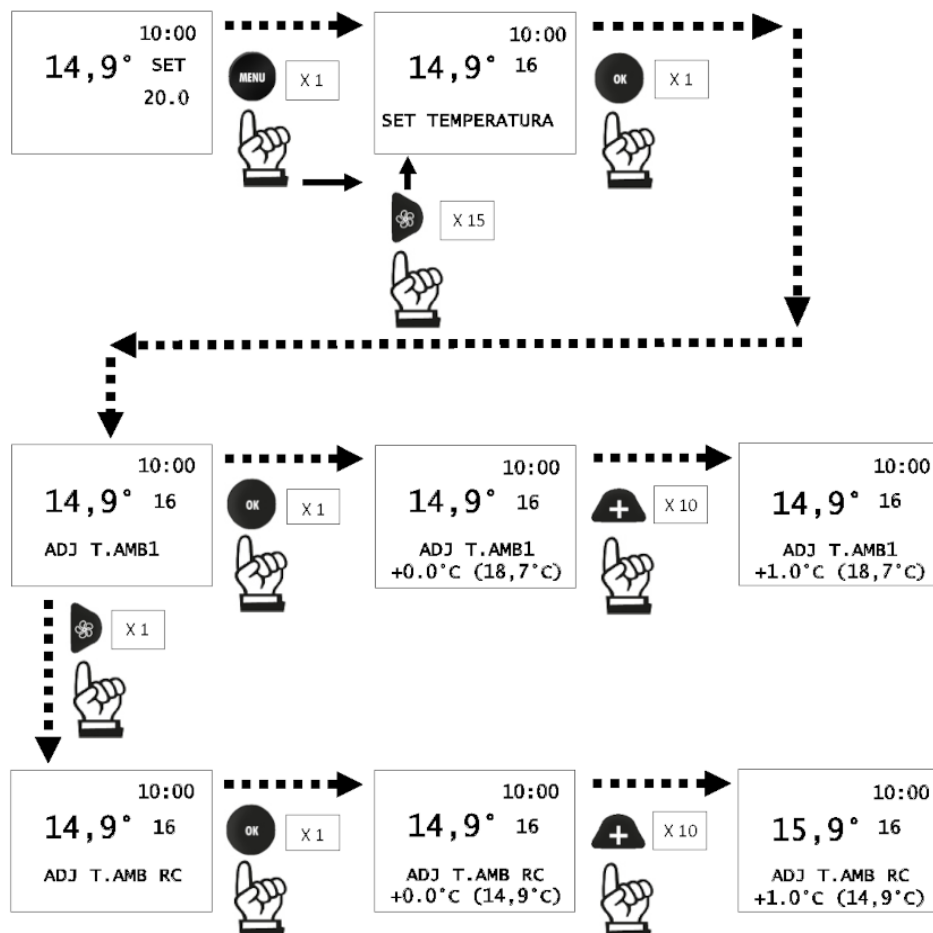 10:00
14,9° SET
20.0
MENU
X 1
10:00
14,9° 16
SET TEMPERATURA
OK
X 1
X 15
10:00
14,9° 16
ADJ T.AMB1
OK
X 1
10:00
14,9° 16
ADJ T.AMB1
+0.0°C (18,7°C)
+
X 10
10:00
14,9° 16
ADJ T.AMB1
+1.0°C (18,7°C)
X 1
10:00
14,9° 16
ADJ T.AMB RC
OK
X 1
10:00
14,9° 16
ADJ T.AMB RC
+0.0°C (14,9°C)
+
X 10
10:00
15,9° 16
ADJ T.AMB RC
+1.0°C (14,9°C)